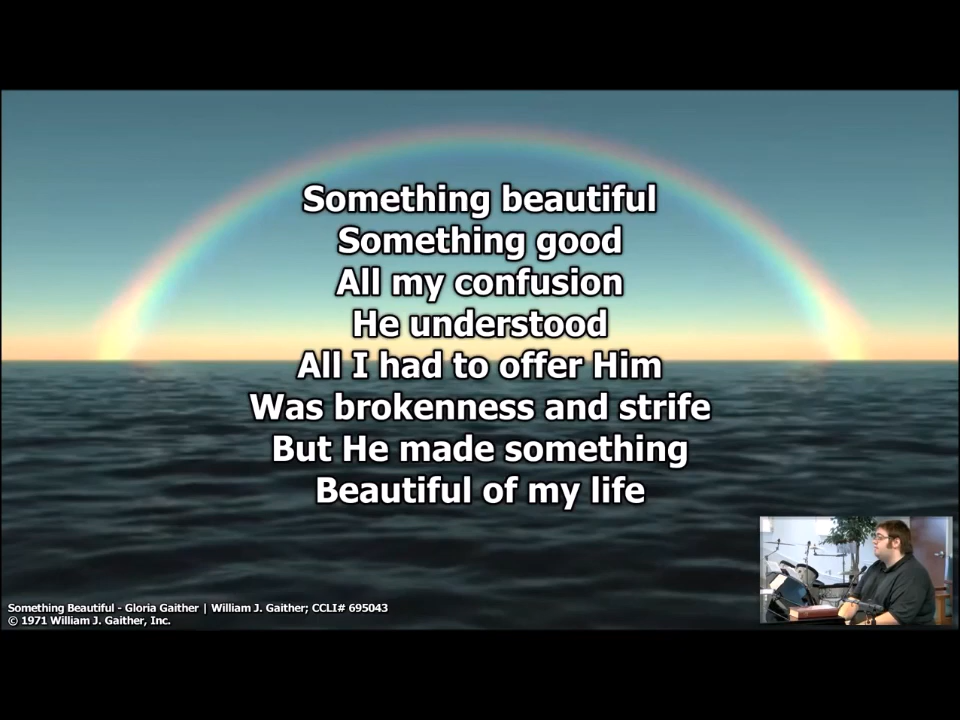 Something beautiful
Something good
All my confusion
He understood
All I had to offer Him
Was brokenness and strife
But He made something
Beautiful of my life
Something Beautiful - Gloria Gaither | William J. Gaither; CCLI# 695043
© 1971 William J. Gaither, Inc.